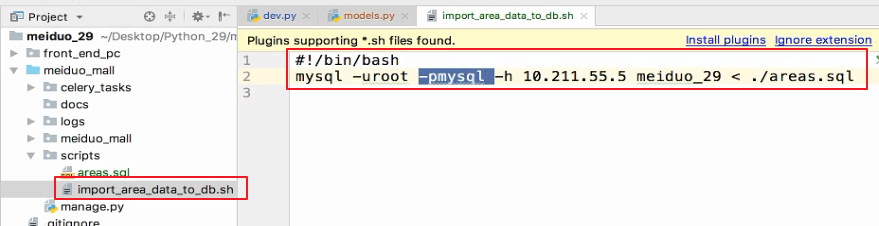 Project
dev.py
models.py
import_area_data_to_db.sh
meiduo_29 ~/Desktop/Python_29/m
front_end_pc
meiduo_mall
celery_tasks
docs
logs
meiduo_mall
scripts
areas.sql
import_area_data_to_db.sh
manage.py
.gitignore
Plugins supporting *.sh files found.
Install plugins
Ignore extension
1 #!/bin/bash
2 mysql -uroot -pmysql -h 10.211.55.5 meiduo_29 < ./areas.sql
3